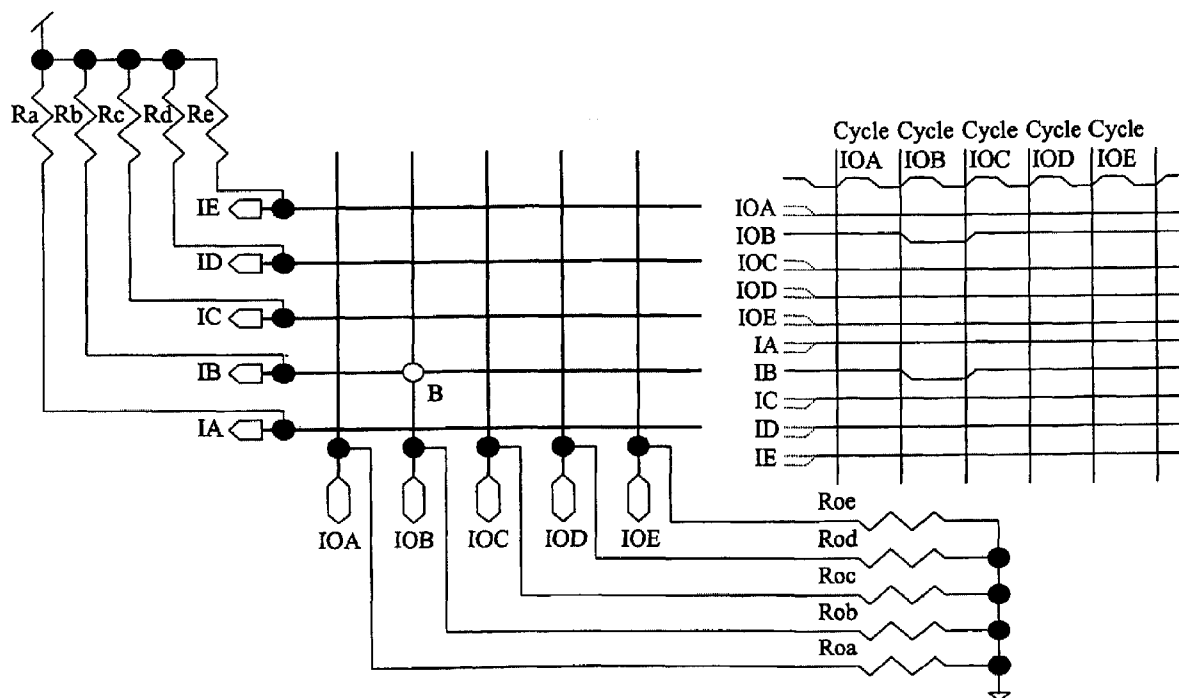 Ra Rb Rc Rd Re
IE
ID
IC
IB
IA
B
IOA IOB IOC IOD IOE
Cycle Cycle Cycle Cycle Cycle
IOA IOB IOC IOD IOE
IOA
IOB
IOC
IOD
IOE
IA
IB
IC
ID
IE
Roe
Rod
Roc
Rob
Roa